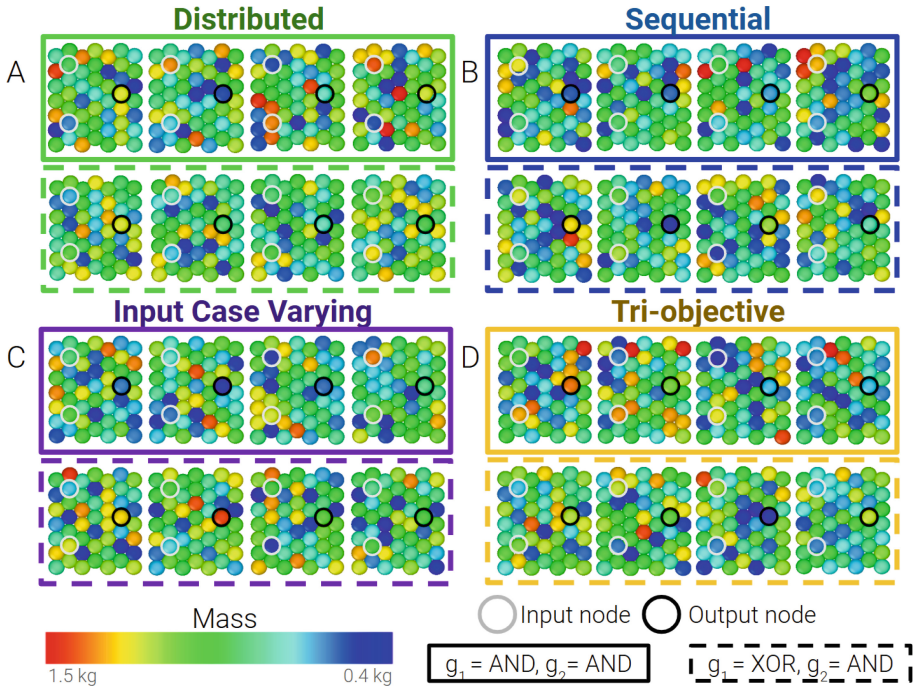 Distributed
Sequential
A
B
Input Case Varying
Tri-objective
C
D
Mass
1.5 kg
0.4 kg
Input node
Output node
g₁ = AND, g₂ = AND
g₁ = XOR, g₂ = AND